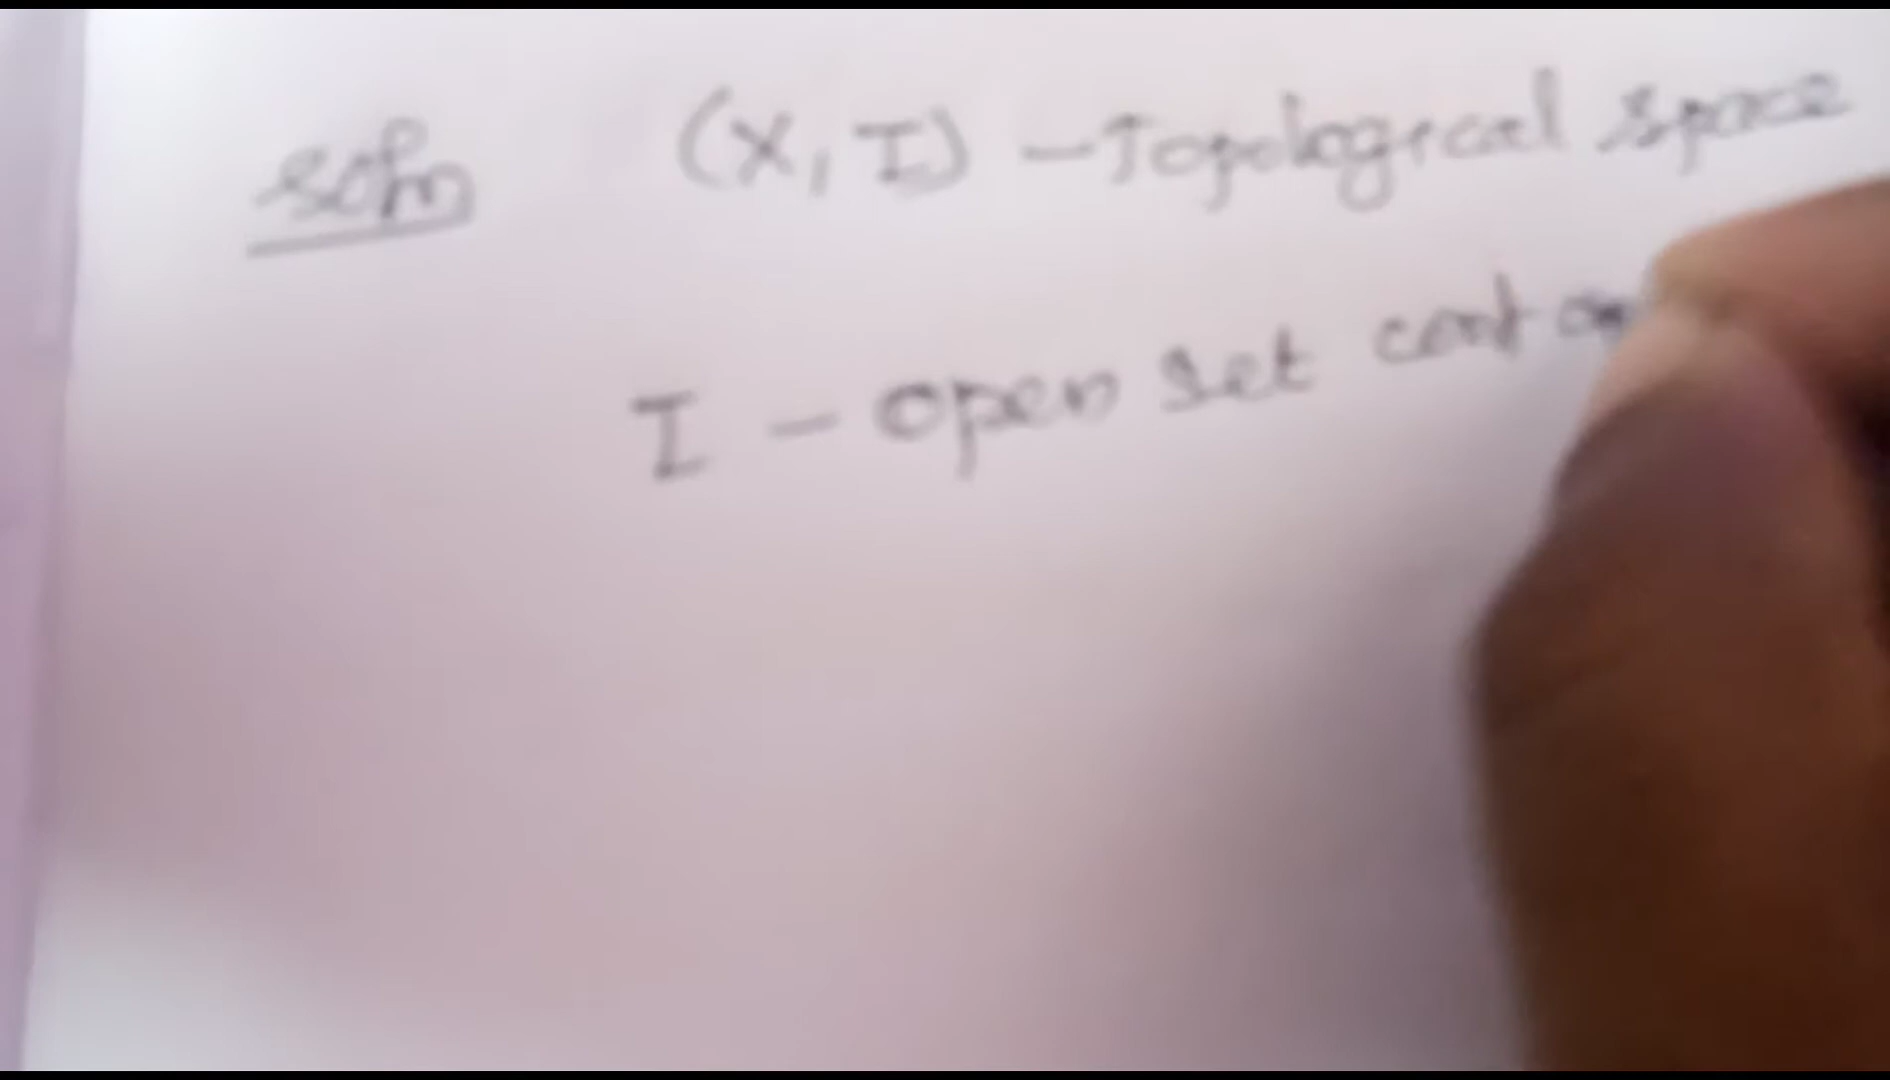 soln (X, I) - Topological space
I - open set